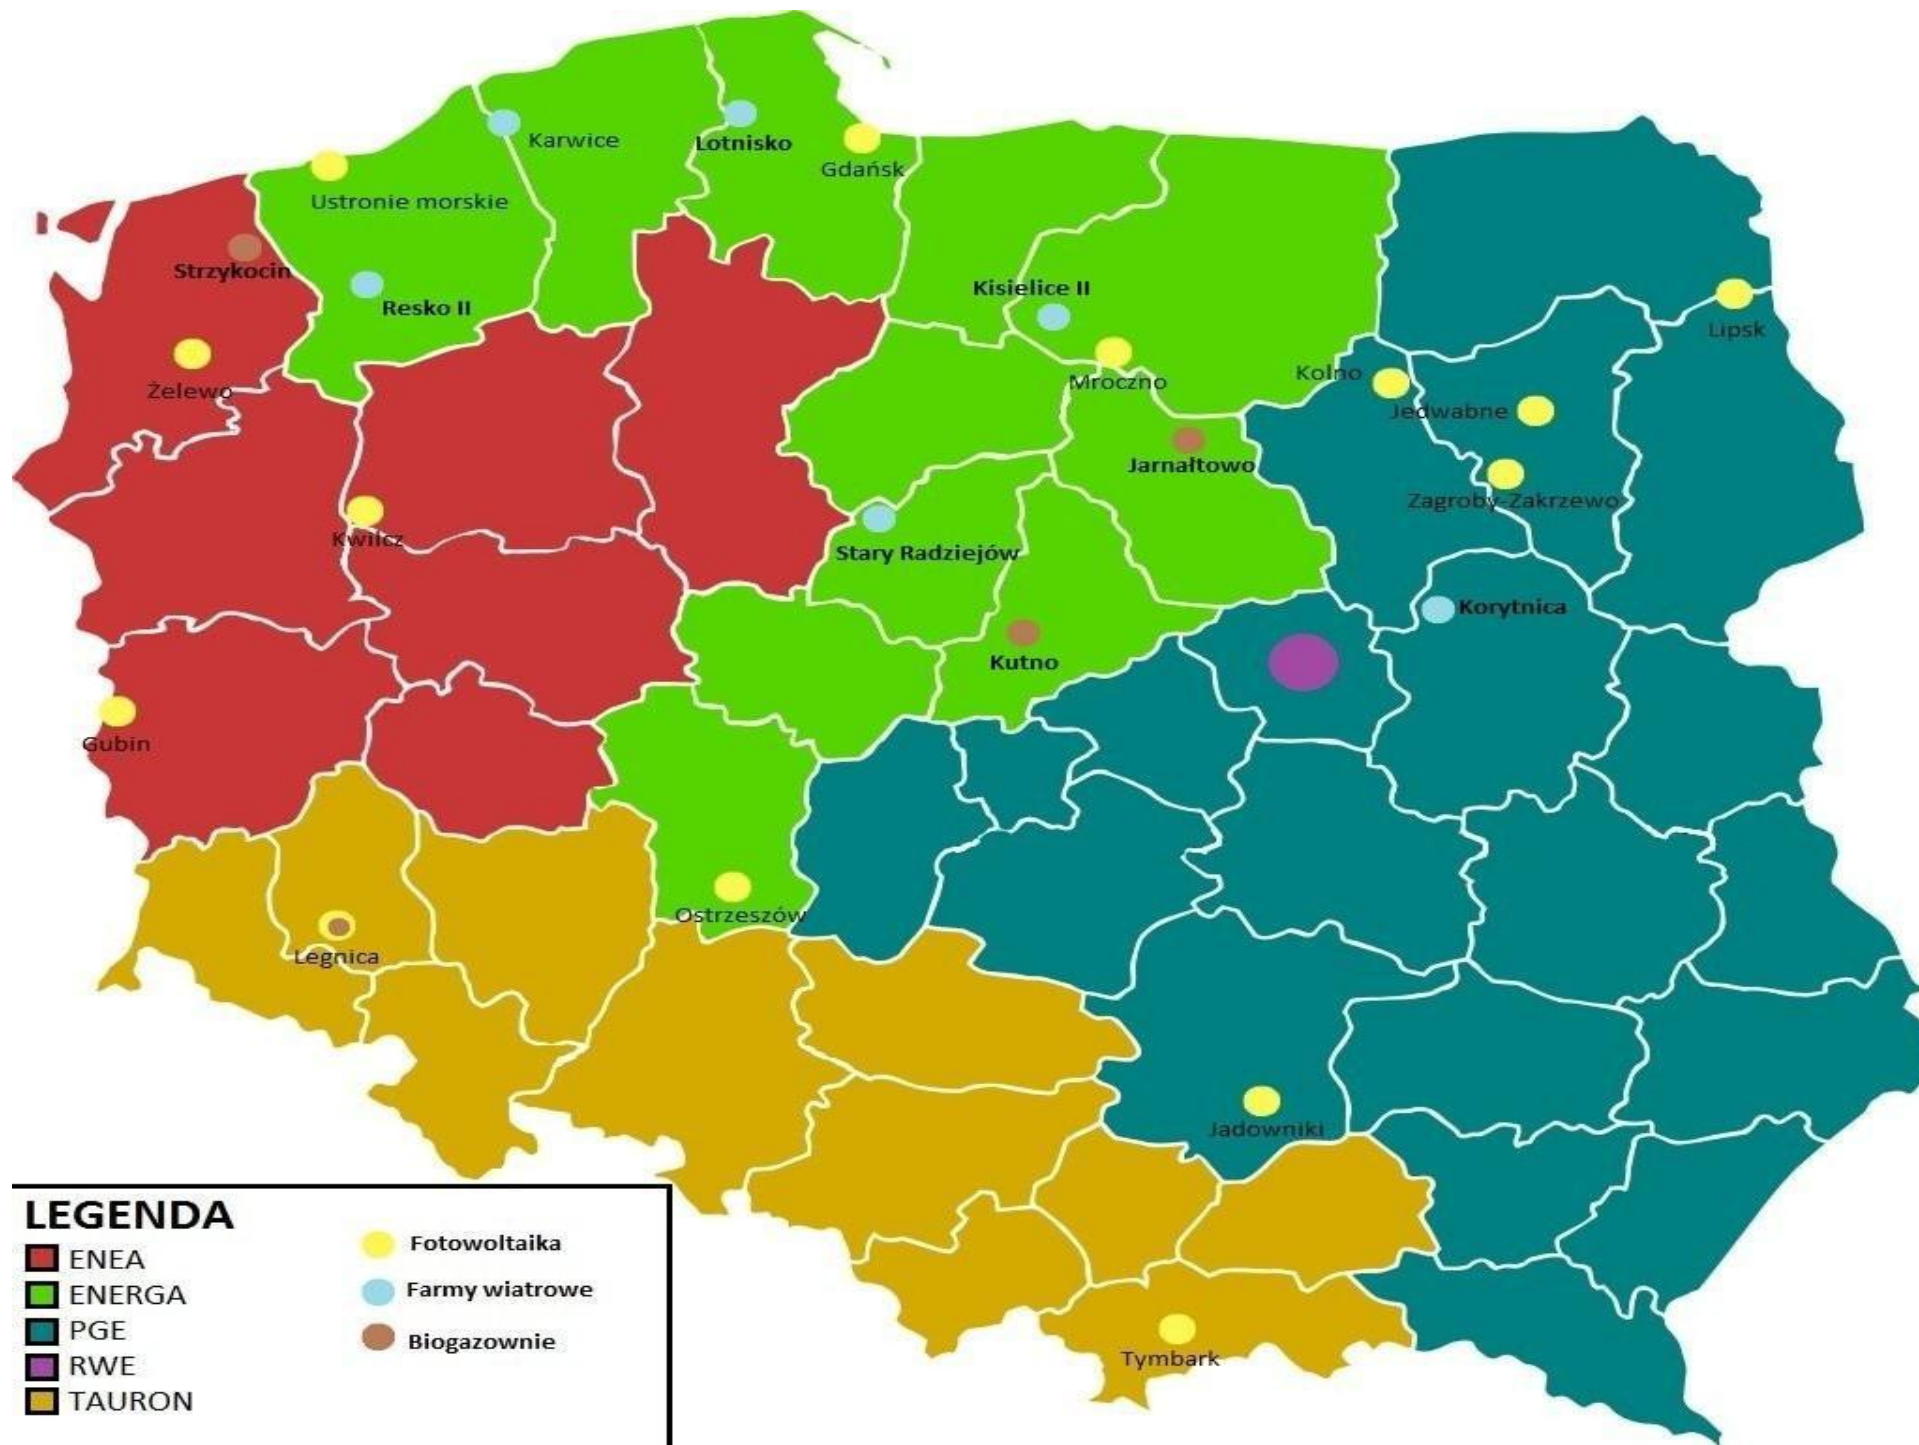 Karwice
Lotnisko
Gdańsk
Ustronie morskie
Strzykocin
Resko II
Kisielice II
Lipsk
Żelewo
Mroczno
Kolno
Jedwabne
Jarnałtowo
Zagroby-Zakrzewo
Kwilcz
Stary Radziejów
Korytnica
Kutno
Gubin
Ostrzeszów
Legnica
Jadowniki
Tymbark
LEGENDA
ENEA
ENERGA
PGE
RWE
TAURON
Fotowoltaika
Farmy wiatrowe
Biogazownie